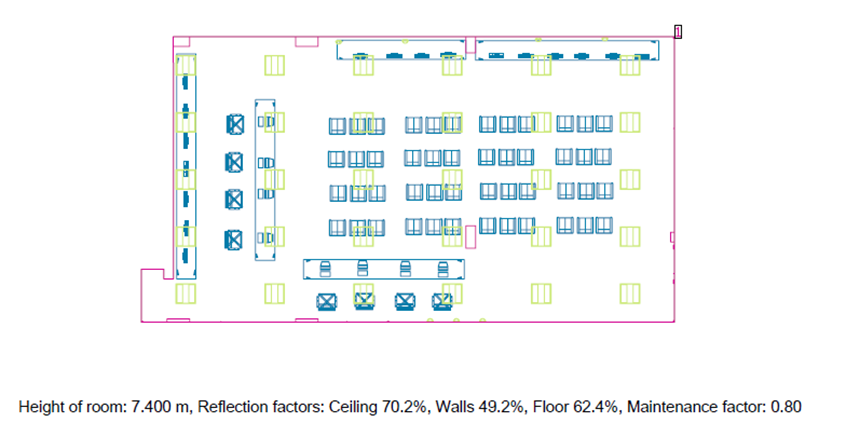 1
Height of room: 7.400 m, Reflection factors: Ceiling 70.2%, Walls 49.2%, Floor 62.4%, Maintenance factor: 0.80